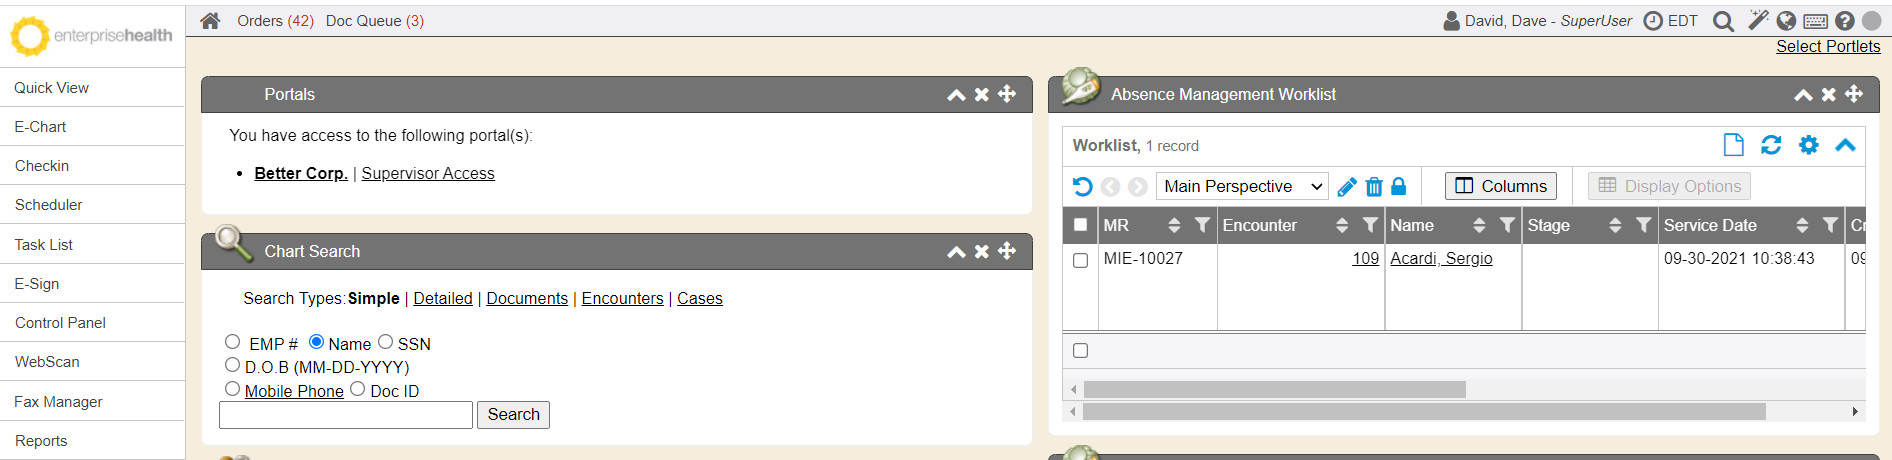 enterprisehealth
Orders (42) Doc Queue (3)
David, Dave - SuperUser EDT
Select Portlets
Quick View
E-Chart
Checkin
Scheduler
Task List
E-Sign
Control Panel
WebScan
Fax Manager
Reports
Portals
You have access to the following portal(s):
• Better Corp. | Supervisor Access
Chart Search
Search Types:Simple | Detailed | Documents | Encounters | Cases
EMP # Name SSN
D.O.B (MM-DD-YYYY)
Mobile Phone Doc ID
Search
Absence Management Worklist
Worklist, 1 record
Main Perspective Columns Display Options
MR Encounter Name Stage Service Date
MIE-10027 109 Acardi, Sergio 09-30-2021 10:38:43